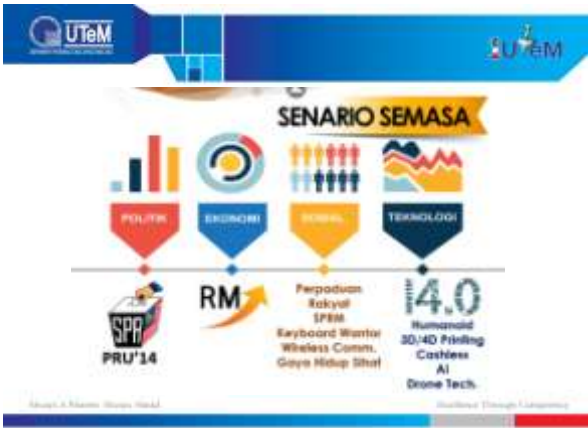 UTeM
UTeM
SENARIO SEMASA
POLITIK
EKONOMI
SOSIAL
TEKNOLOGI
SPR
PRU'14
RM
Perpaduan
Rakyat
SPRM
Keyboard Warrior
Wireless Comm.
Gaya Hidup Sihat
4.0
Humanoid
3D/4D Printing
Cashless
AI
Drone Tech.